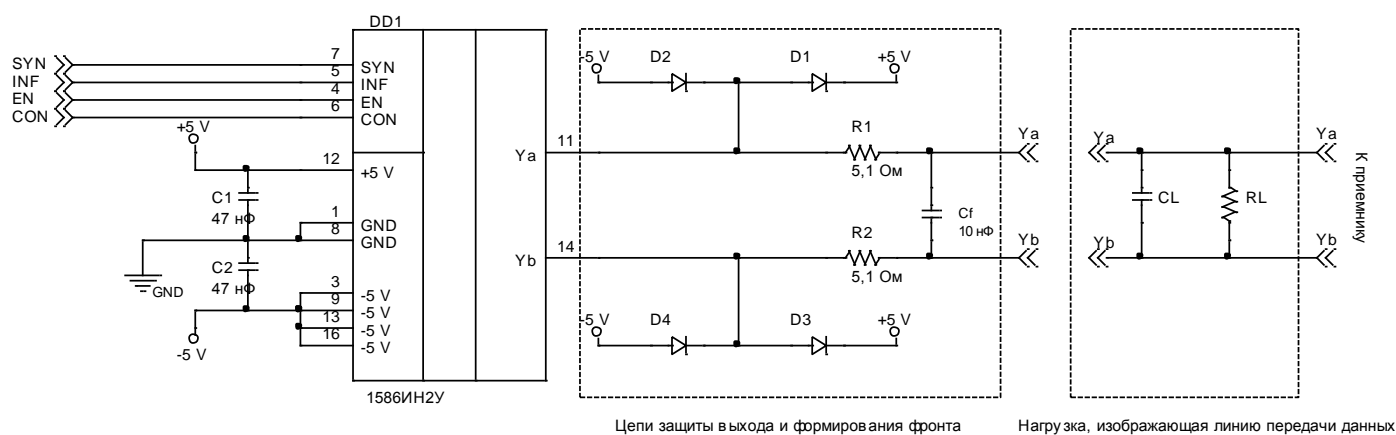 DD1
SYN
INF
EN
CON
7
5
4
6
SYN
INF
EN
CON
+5 V
12
+5 V
C1
47 нФ
1
8
GND
GND
GND
C2
47 нФ
3
9
13
16
-5 V
-5 V
-5 V
-5 V
-5 V
1586ИН2У
Ya
11
Yb
14
-5 V
D2
D1
+5 V
R1
5,1 Ом
Ya
Cf
10 нФ
R2
5,1 Ом
Yb
-5 V
D4
D3
+5 V
Цепи защиты выхода и формирования фронта
Ya
Ya
CL
RL
Yb
Yb
К приемнику
Нагрузка, изображающая линию передачи данных